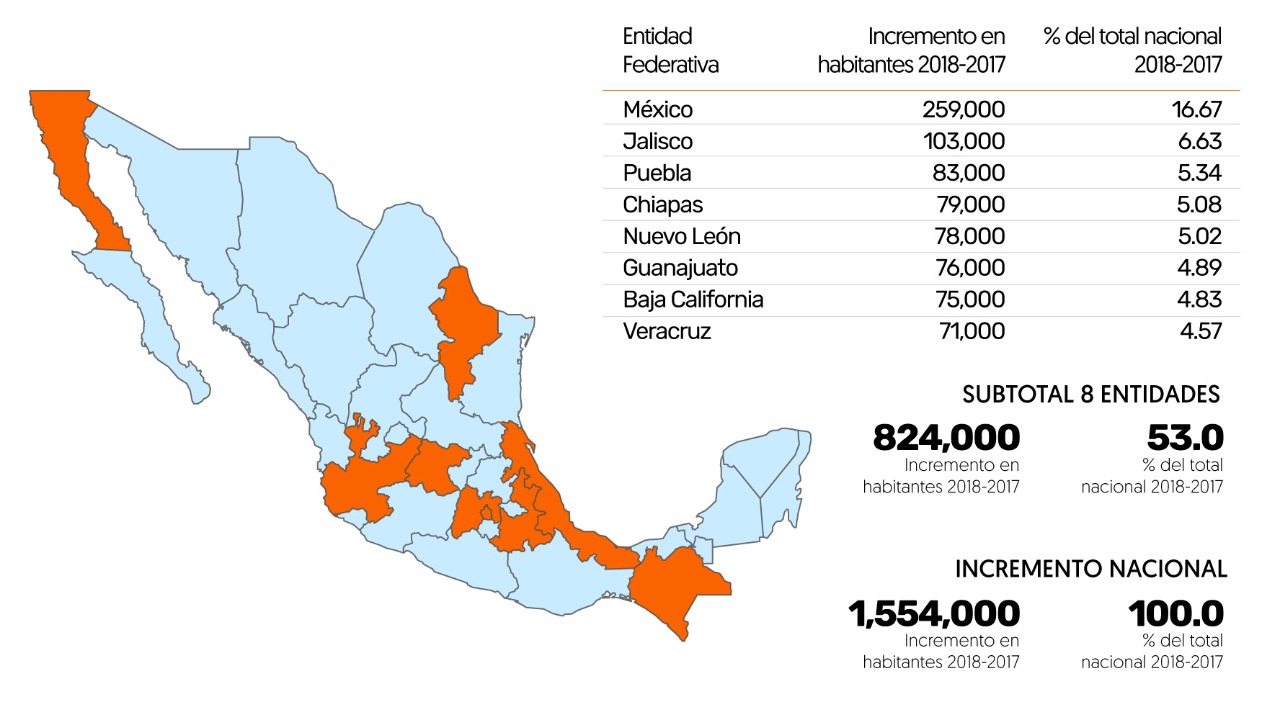 Entidad Federativa
Incremento en habitantes 2018-2017
% del total nacional 2018-2017
México 259,000 16.67
Jalisco 103,000 6.63
Puebla 83,000 5.34
Chiapas 79,000 5.08
Nuevo León 78,000 5.02
Guanajuato 76,000 4.89
Baja California 75,000 4.83
Veracruz 71,000 4.57
SUBTOTAL 8 ENTIDADES
824,000 53.0
Incremento en habitantes 2018-2017
% del total nacional 2018-2017
INCREMENTO NACIONAL
1,554,000 100.0
Incremento en habitantes 2018-2017
% del total nacional 2018-2017